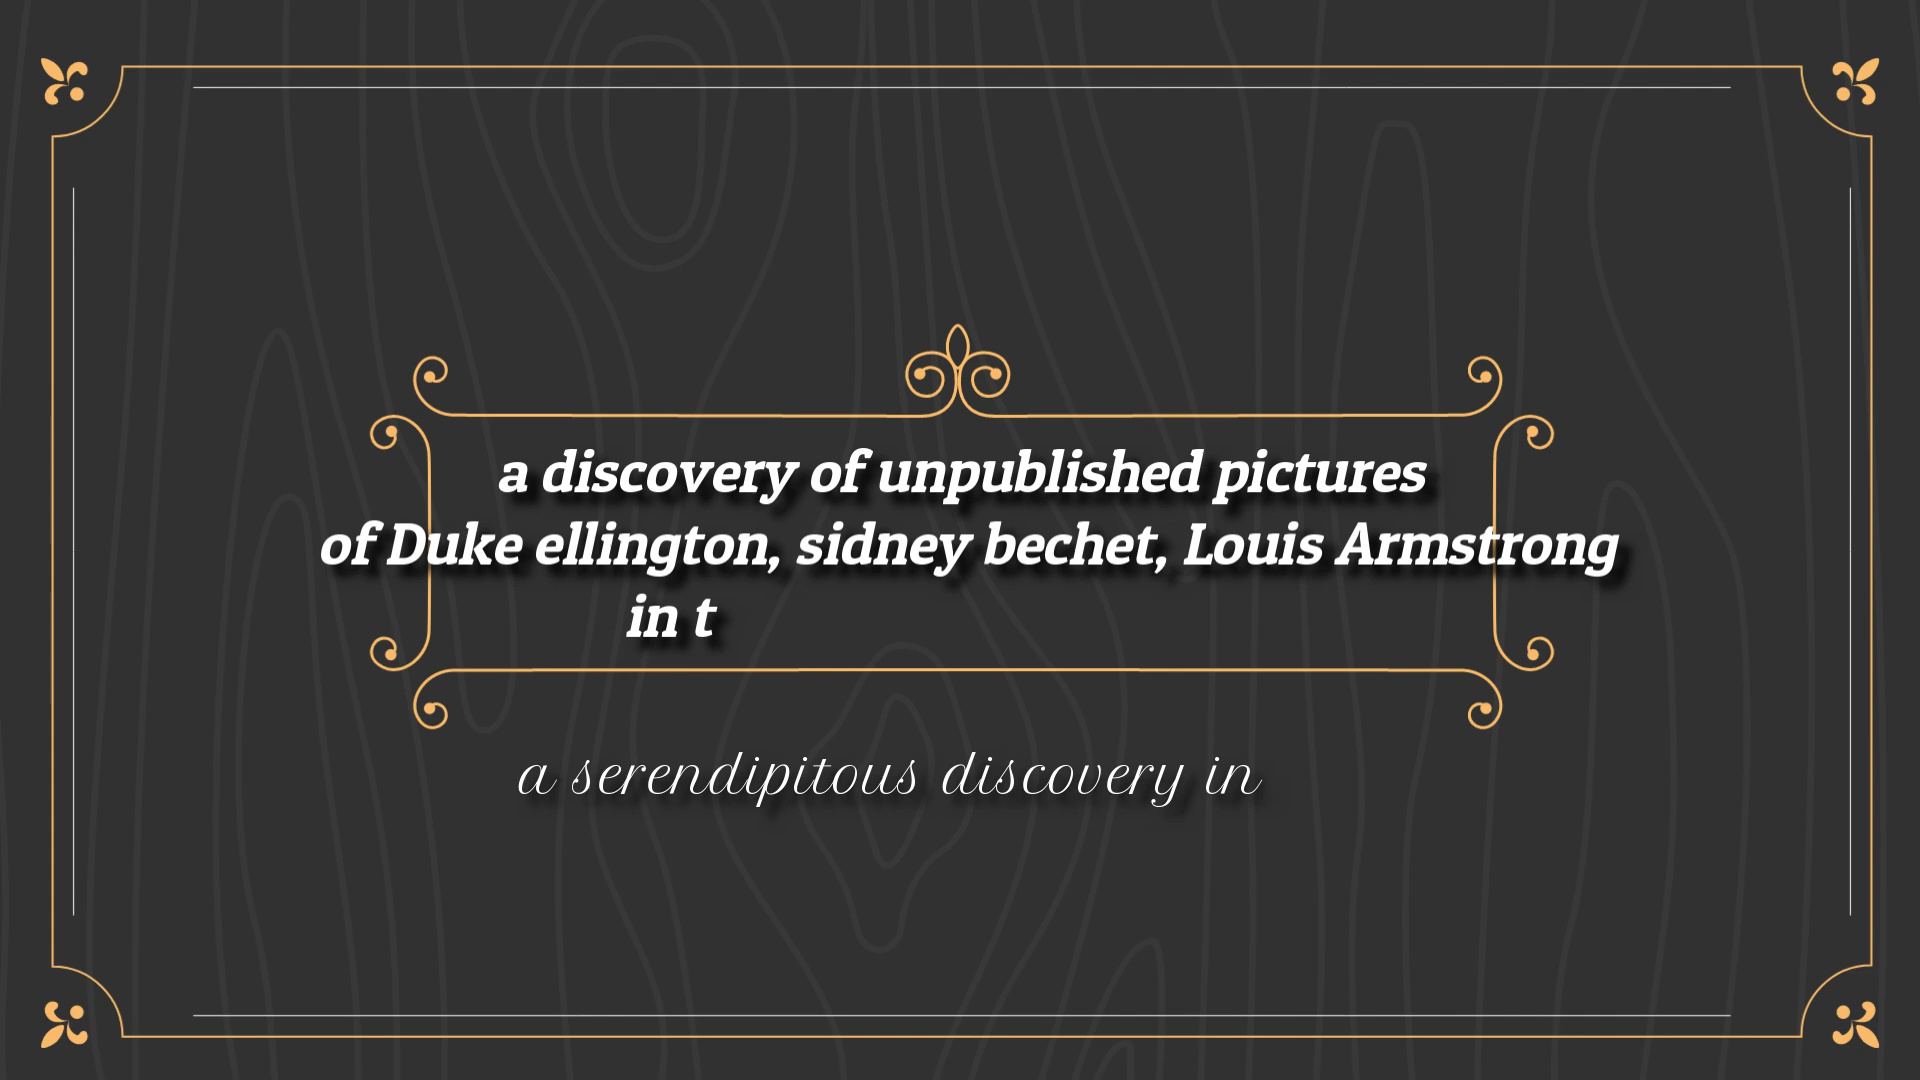 a discovery of unpublished pictures
of Duke ellington, sidney bechet, Louis Armstrong
in t
a serendipitous discovery in